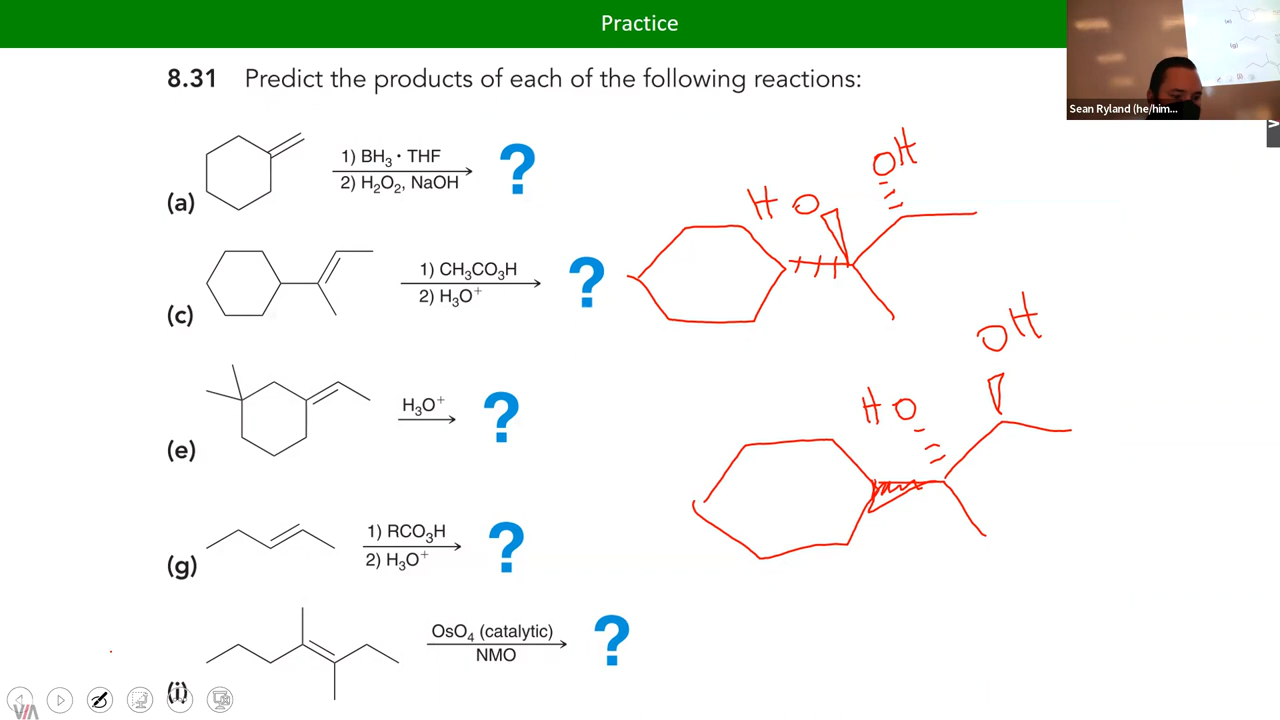 Practice
Sean Ryland (he/him...
8.31 Predict the products of each of the following reactions:
(a)
1) BH₃ · THF
2) H₂O₂, NaOH
?
HO
OH
(c)
1) CH₃CO₃H
2) H₃O⁺
?
HO
OH
(e)
H₃O⁺
?
(g)
1) RCO₃H
2) H₃O⁺
?
(i)
OsO₄ (catalytic)
NMO
?
V
VIA